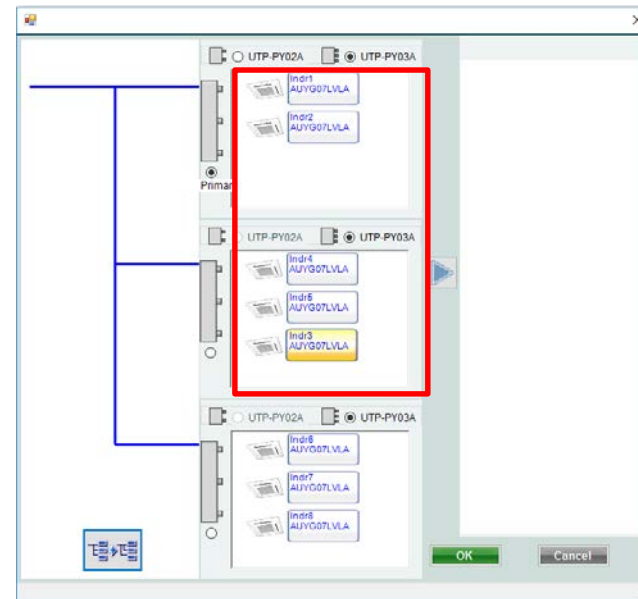 UTP-PY02A UTP-PY03A
Indr1
AUYG07LVLA
Indr2
AUYG07LVLA
Primar
UTP-PY02A UTP-PY03A
Indr4
AUYG07LVLA
Indr5
AUYG07LVLA
Indr3
AUYG07LVLA
UTP-PY02A UTP-PY03A
Indr6
AUYG07LVLA
Indr7
AUYG07LVLA
Indr8
AUYG07LVLA
OK Cancel